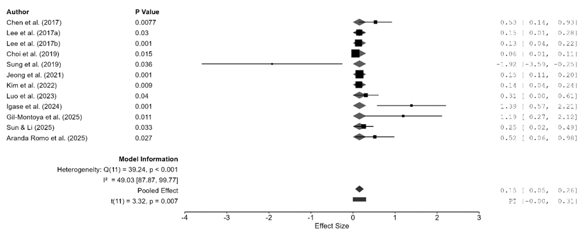 Author P Value
Chen et al. (2017) 0.0077 0.53 [ 0.14, 0.93]
Lee et al. (2017a) 0.03 0.15 [ 0.01, 0.28]
Lee et al. (2017b) 0.001 0.13 [ 0.04, 0.22]
Choi et al. (2019) 0.015 0.06 [ 0.01, 0.11]
Sung et al. (2019) 0.036 -1.92 [-3.59, -0.25]
Jeong et al. (2021) 0.001 0.15 [ 0.11, 0.20]
Kim et al. (2022) 0.009 0.14 [ 0.04, 0.24]
Luo et al. (2023) 0.04 0.31 [ 0.00, 0.61]
Igase et al. (2024) 0.001 1.39 [ 0.57, 2.21]
Gil-Montoya et al. (2025) 0.011 1.19 [ 0.27, 2.12]
Sun & Li (2025) 0.033 0.25 [ 0.02, 0.49]
Aranda Romo et al. (2025) 0.027 0.52 [ 0.06, 0.98]
Model Information
Heterogeneity: Q(11) = 39.24, p < 0.001
I² = 49.03 [87.87, 99.77]
Pooled Effect 0.15 [ 0.05, 0.26]
t(11) = 3.32, p = 0.007 PI [-0.00, 0.31]
-4 -3 -2 -1 0 1 2 3
Effect Size